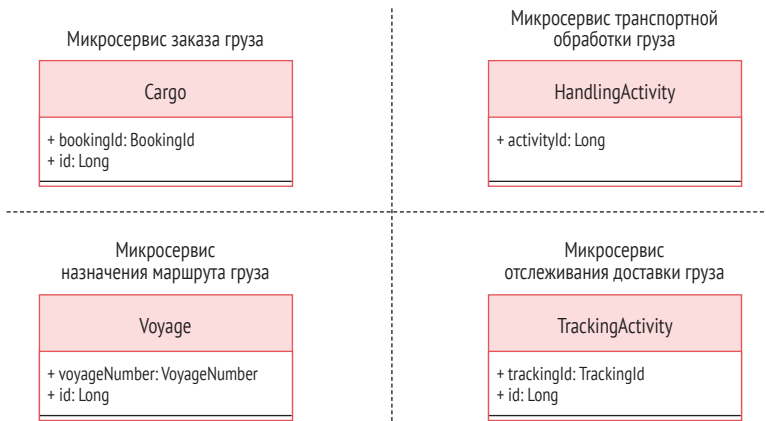 Микросервис заказа груза
Cargo
+ bookingId: BookingId
+ id: Long
Микросервис транспортной
обработки груза
HandlingActivity
+ activityId: Long
Микросервис
назначения маршрута груза
Voyage
+ voyageNumber: VoyageNumber
+ id: Long
Микросервис
отслеживания доставки груза
TrackingActivity
+ trackingId: TrackingId
+ id: Long